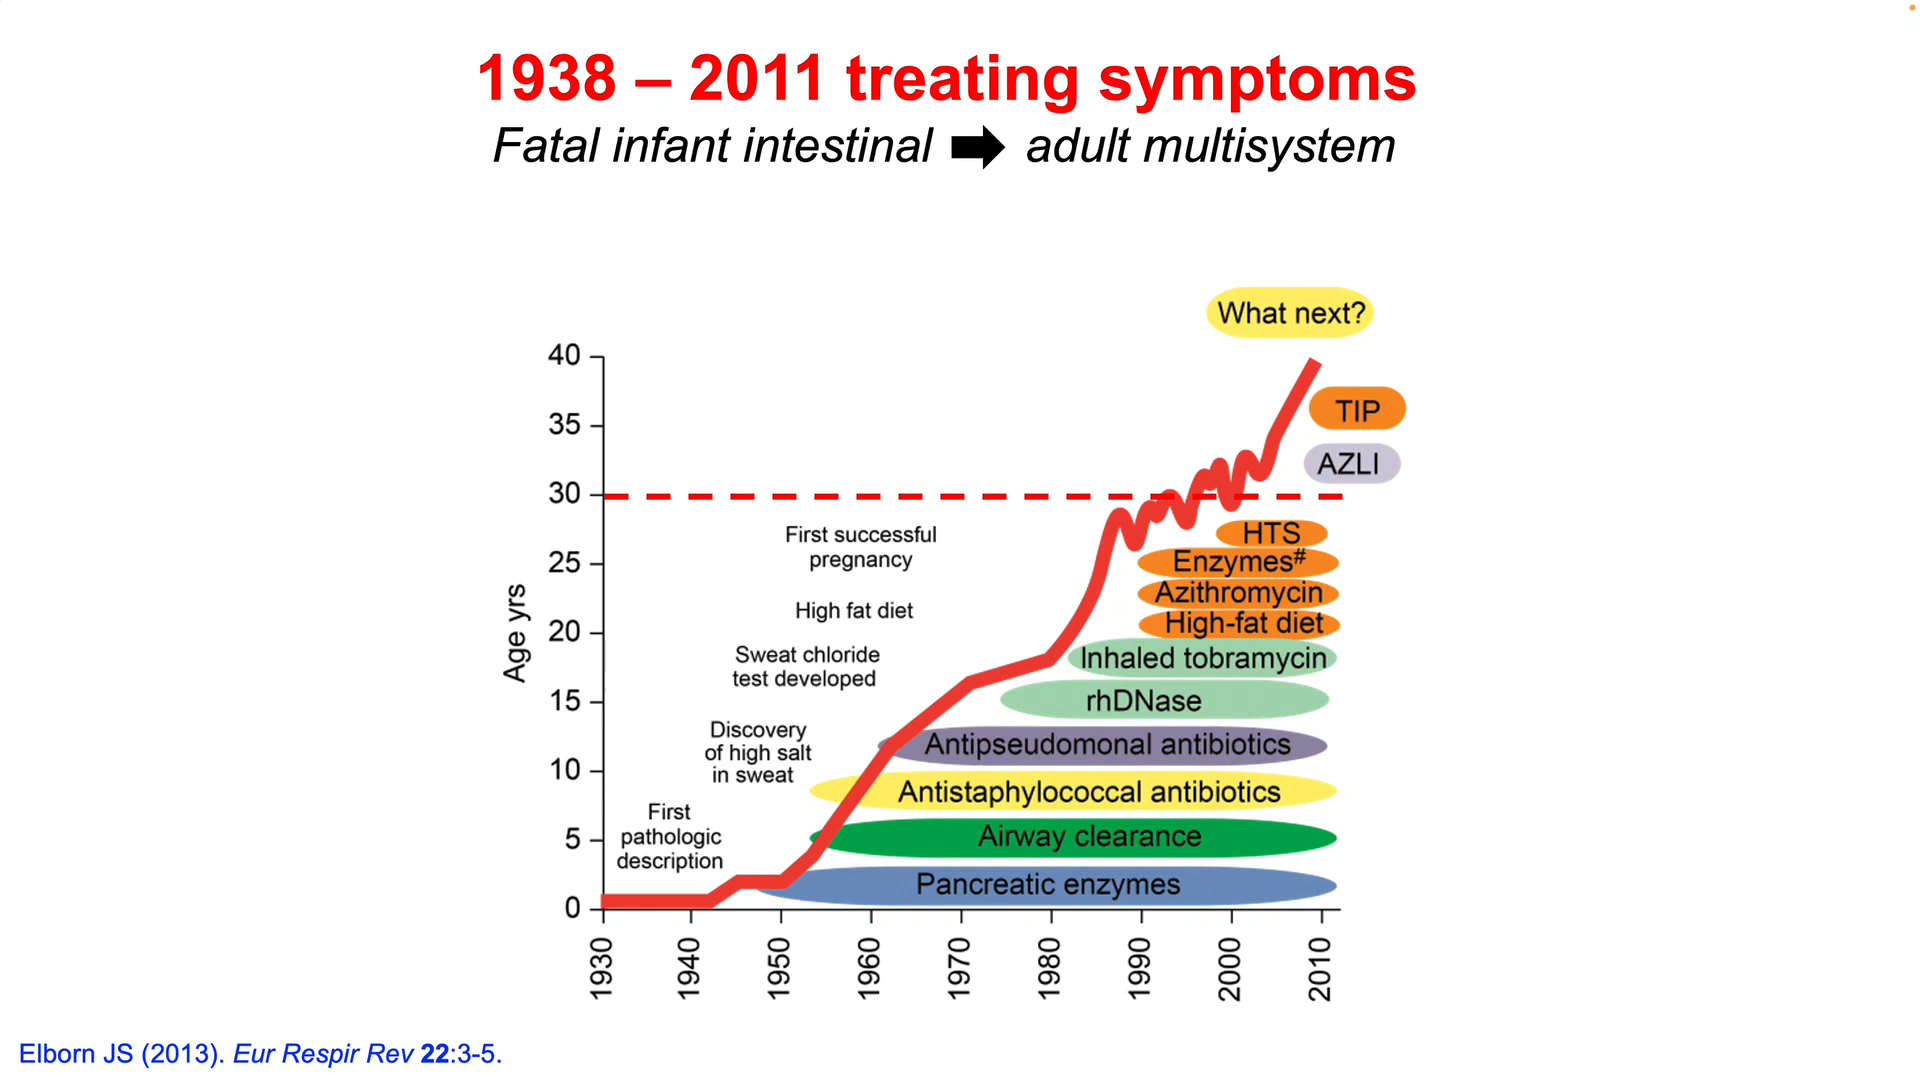 1938 – 2011 treating symptoms
Fatal infant intestinal ➡ adult multisystem
What next?
40
35
30
25
20
15
10
5
0
Age yrs
TIP
AZLI
First successful
pregnancy
High fat diet
Sweat chloride
test developed
Discovery
of high salt
in sweat
First
pathologic
description
HTS
Enzymes#
Azithromycin
High-fat diet
Inhaled tobramycin
rhDNase
Antipseudomonal antibiotics
Antistaphylococcal antibiotics
Airway clearance
Pancreatic enzymes
1930
1940
1950
1960
1970
1980
1990
2000
2010
Elborn JS (2013). Eur Respir Rev 22:3-5.